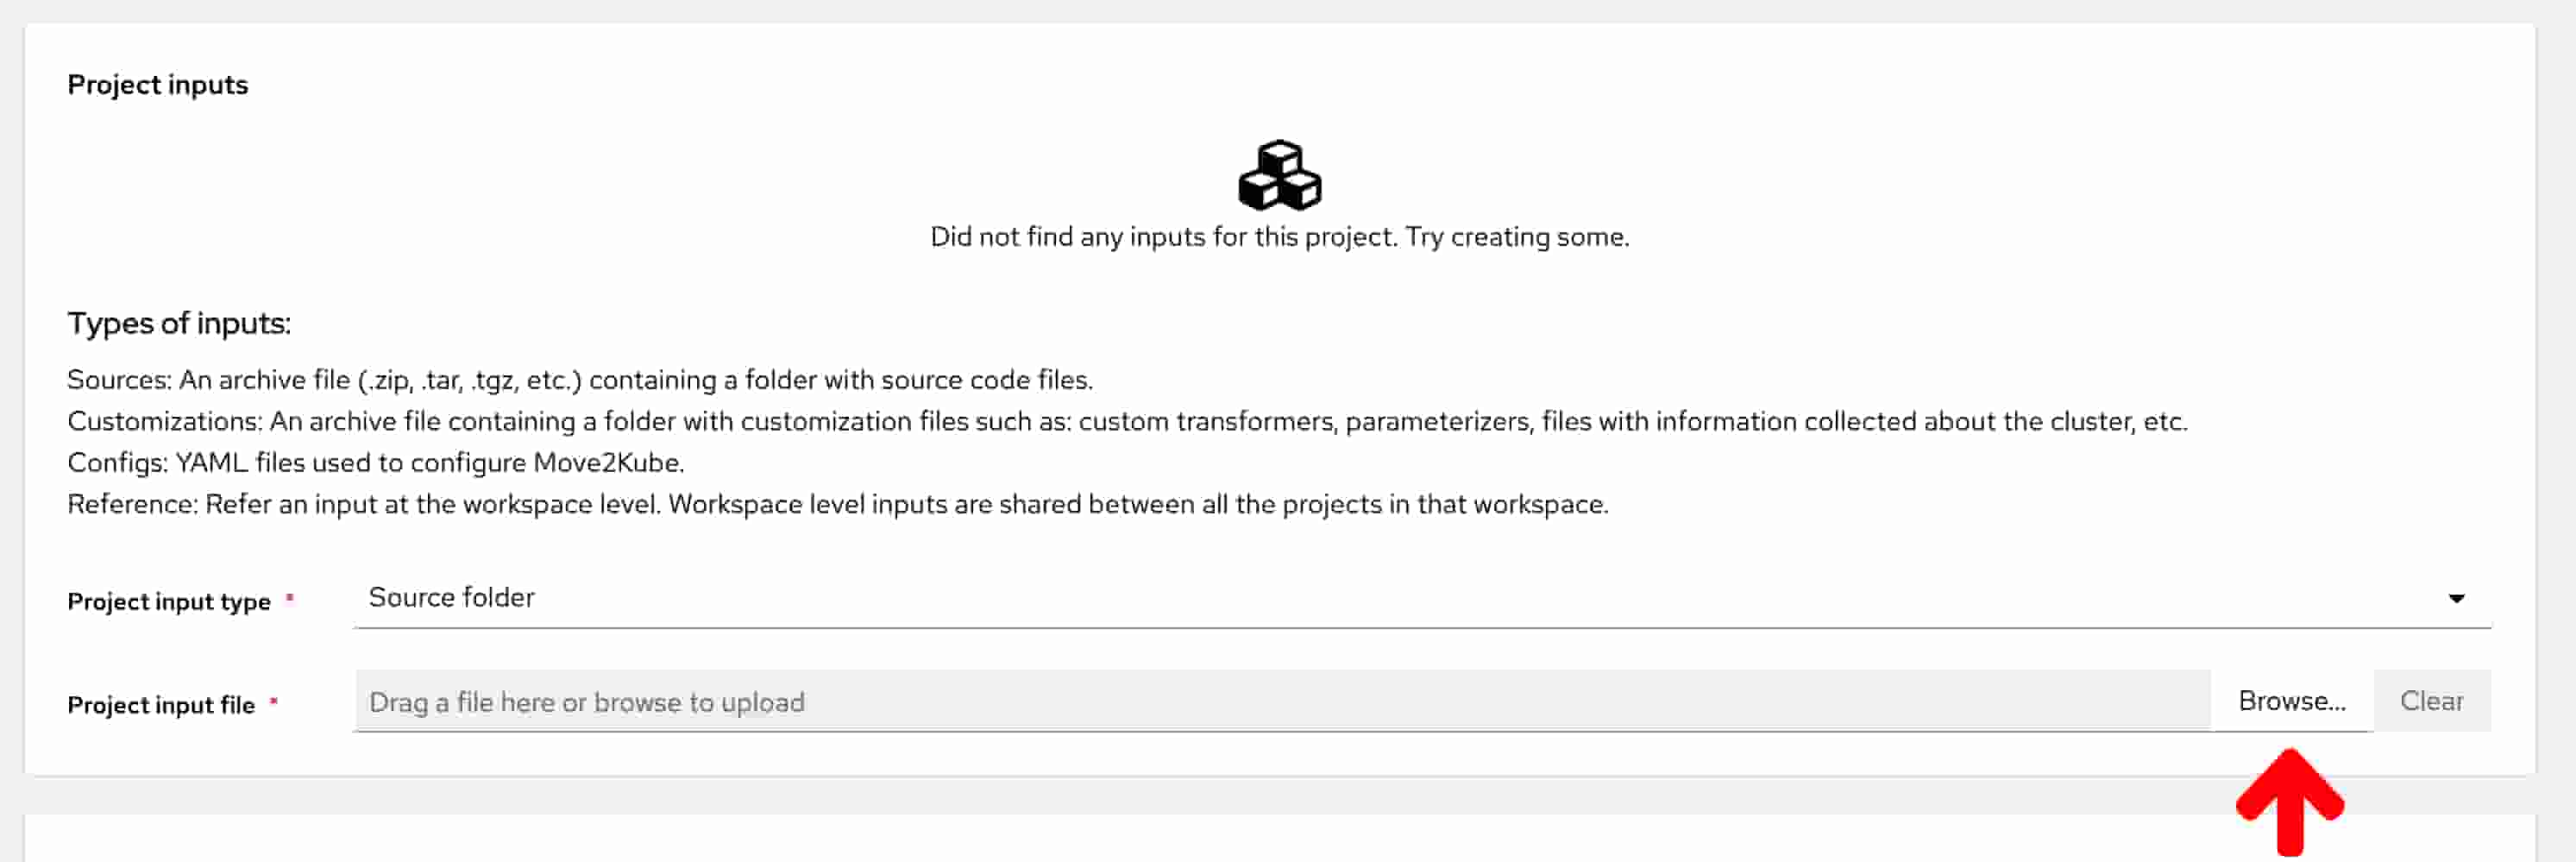 Project inputs
Did not find any inputs for this project. Try creating some.
Types of inputs:
Sources: An archive file (.zip, .tar, .tgz, etc.) containing a folder with source code files.
Customizations: An archive file containing a folder with customization files such as: custom transformers, parameterizers, files with information collected about the cluster, etc.
Configs: YAML files used to configure Move2Kube.
Reference: Refer an input at the workspace level. Workspace level inputs are shared between all the projects in that workspace.
Project input type * Source folder
Project input file * Drag a file here or browse to upload Browse... Clear